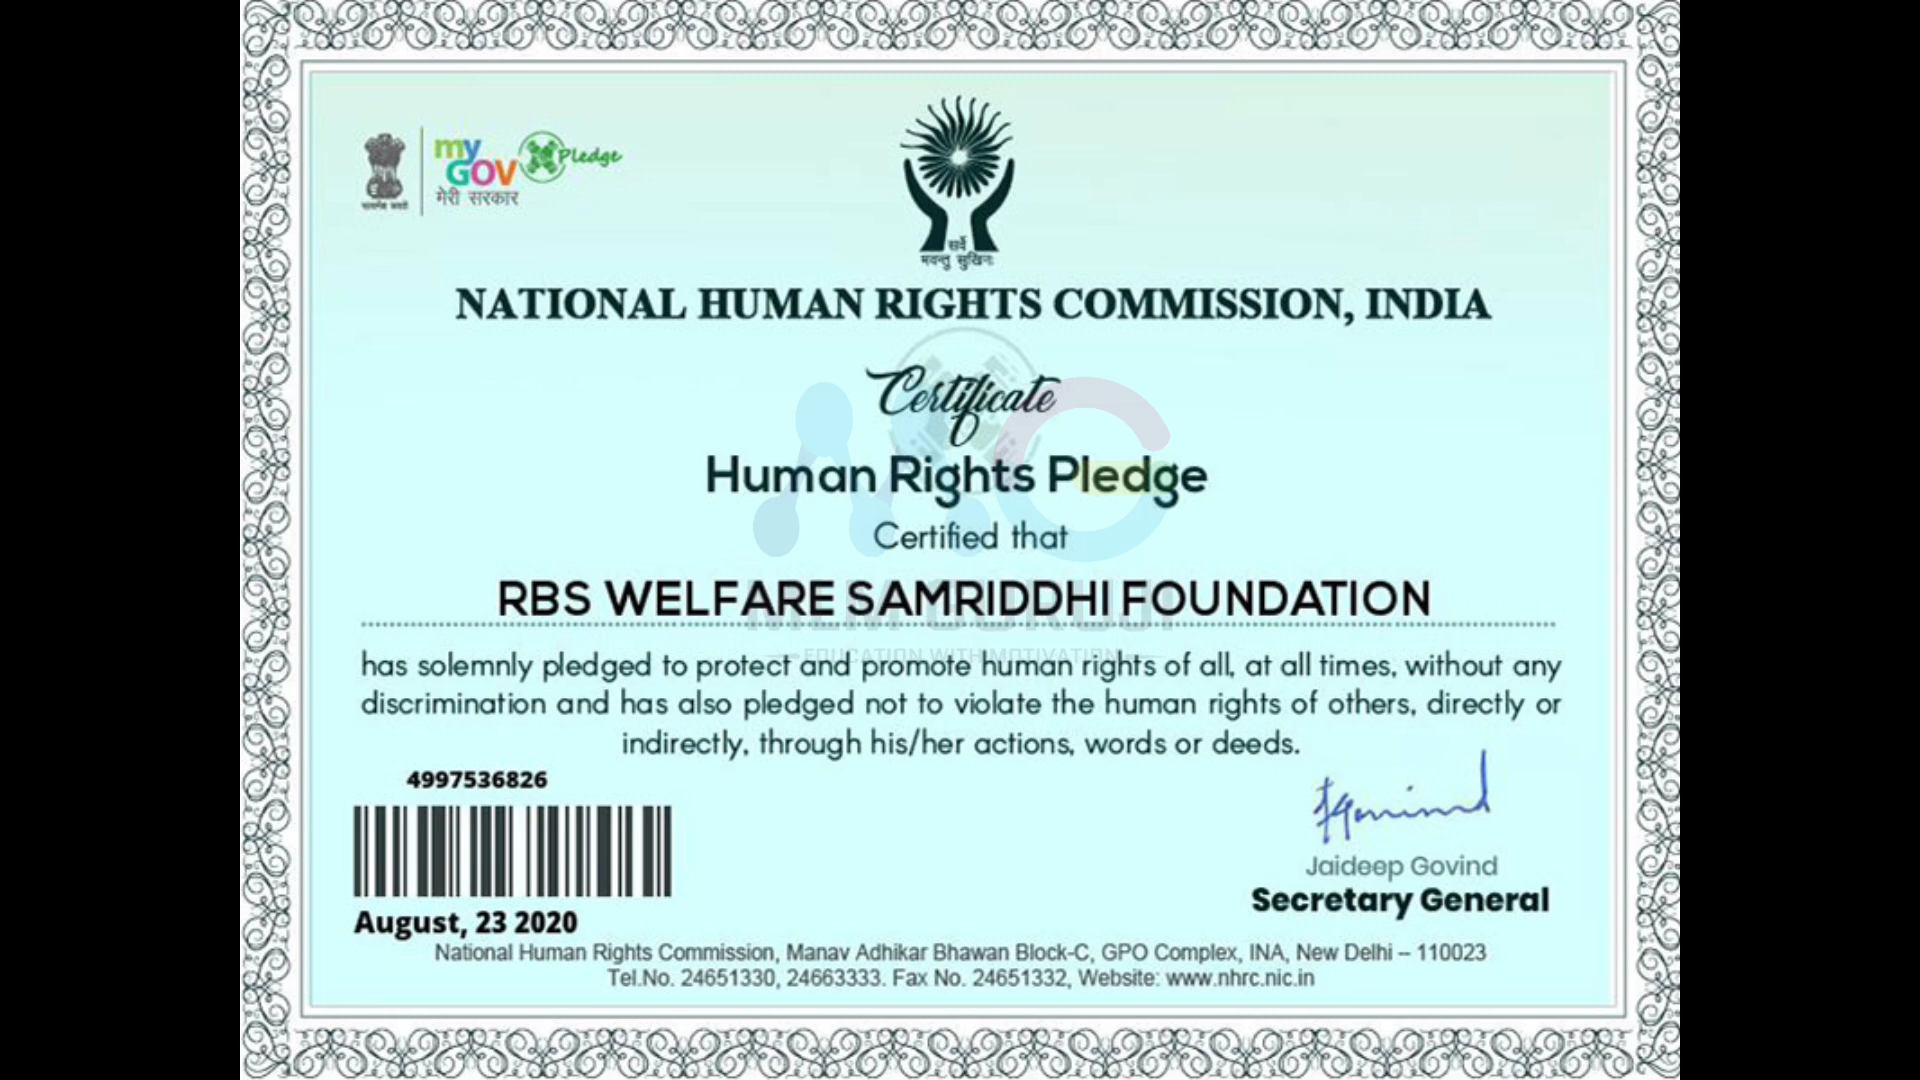 my
GOV
मेरी सरकार
Pledge
सर्वे
भवन्तु सुखिनः
NATIONAL HUMAN RIGHTS COMMISSION, INDIA
Certificate
Human Rights Pledge
Certified that
RBS WELFARE SAMRIDDHI FOUNDATION
EDUCATION WITH MOTIVATION
has solemnly pledged to protect and promote human rights of all, at all times, without any
discrimination and has also pledged not to violate the human rights of others, directly or
indirectly, through his/her actions, words or deeds.
4997536826
Jaideep Govind
Secretary General
August, 23 2020
National Human Rights Commission, Manav Adhikar Bhawan Block-C, GPO Complex, INA, New Delhi – 110023
Tel.No. 24651330, 24663333. Fax No. 24651332, Website: www.nhrc.nic.in